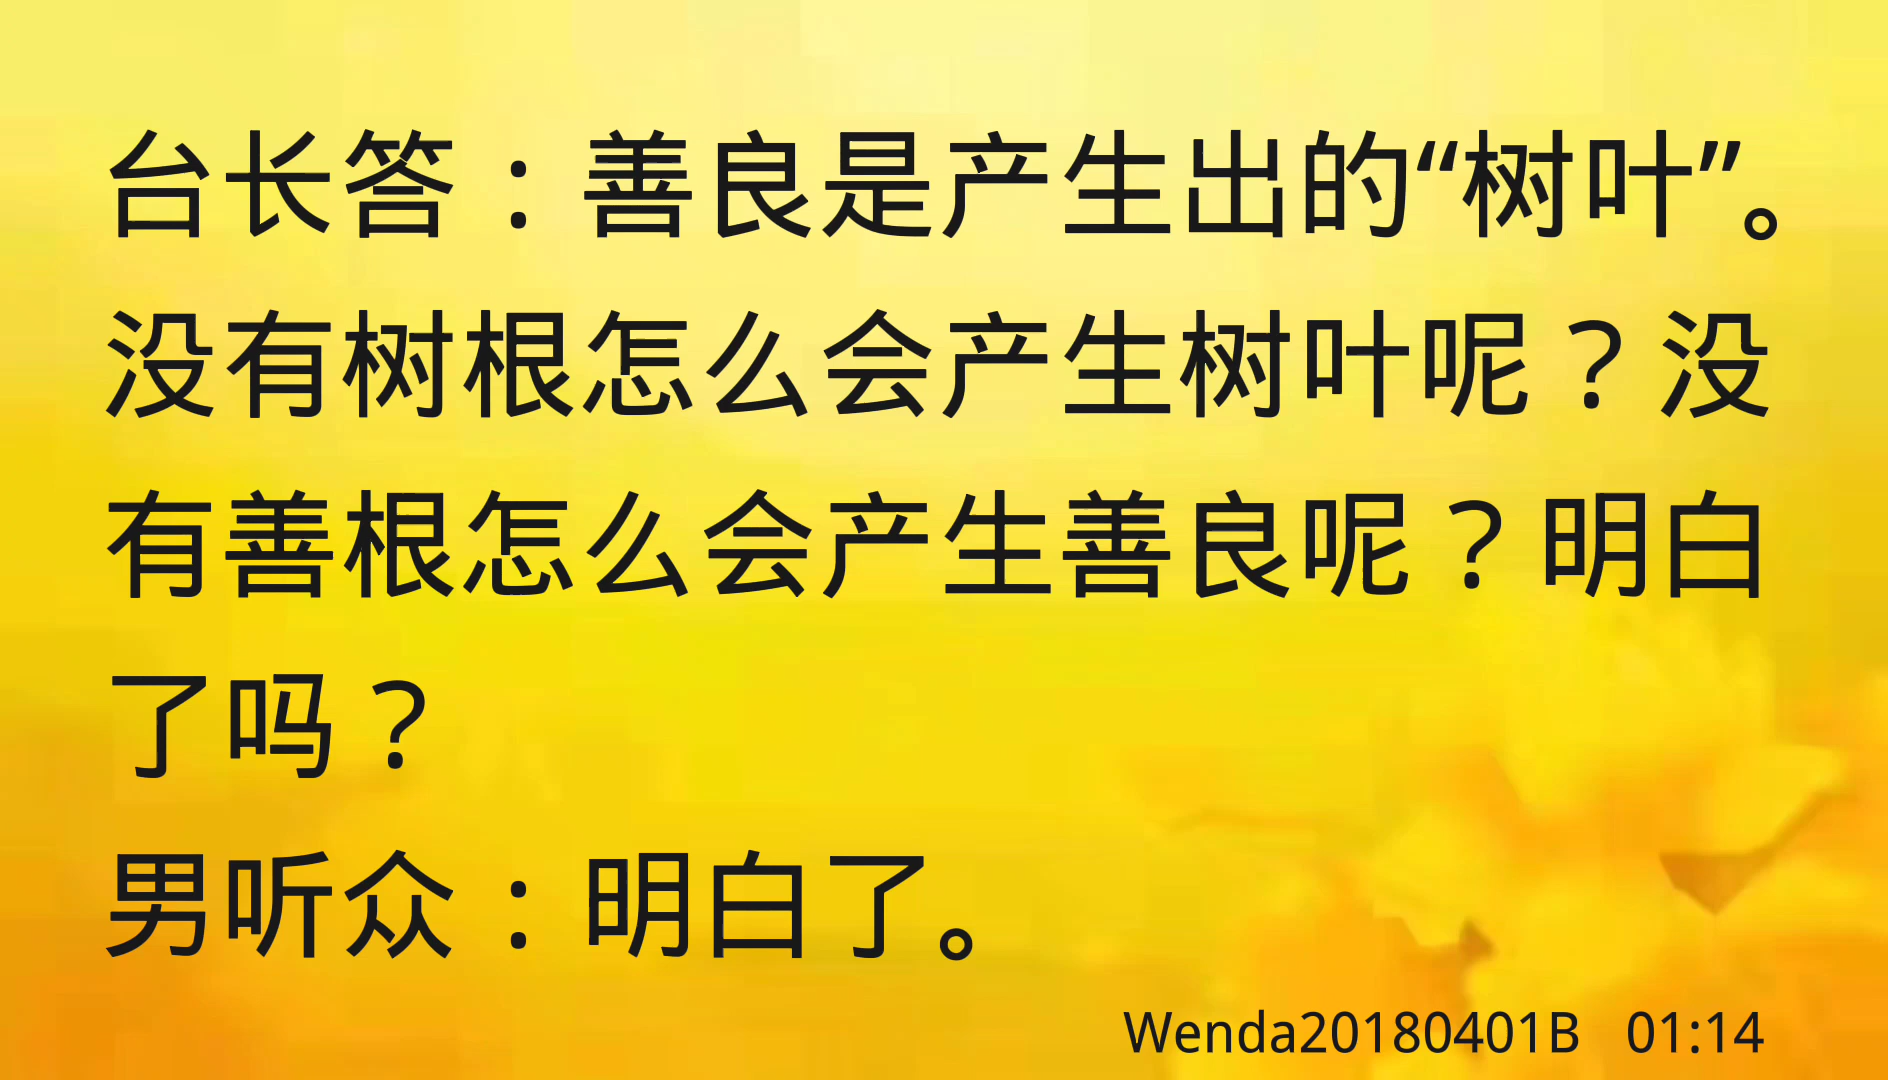 台长答：善良是产生出的“树叶”。
没有树根怎么会产生树叶呢？没
有善根怎么会产生善良呢？明白
了吗？
男听众：明白了。
Wenda20180401B 01:14